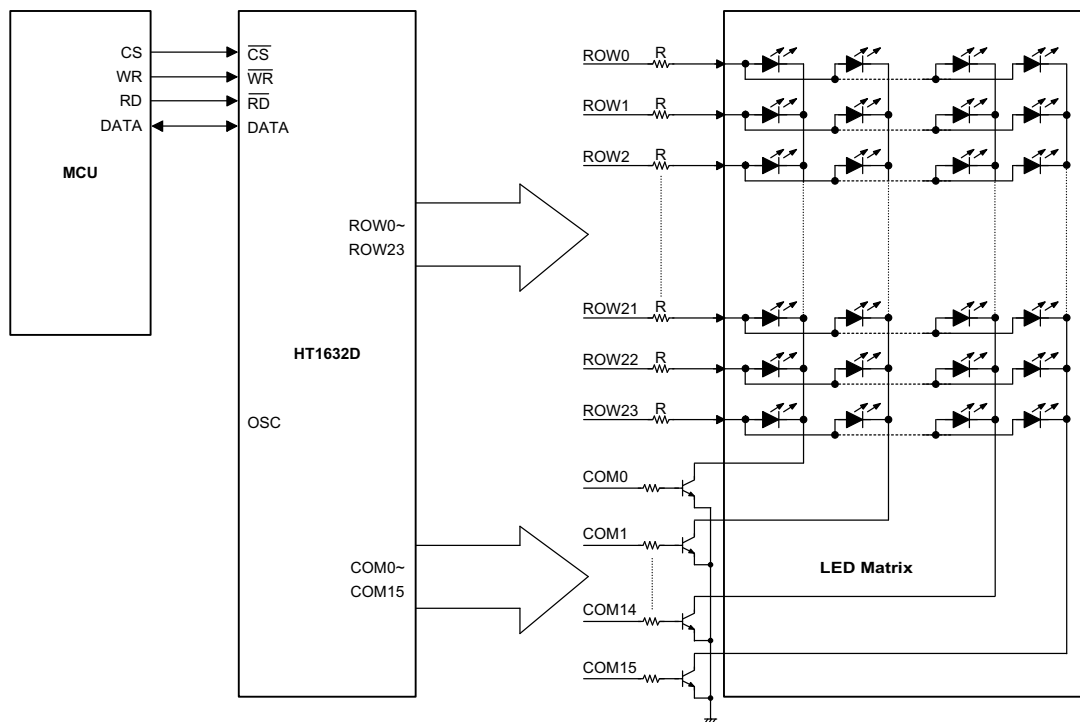 MCU
CS
WR
RD
DATA
CS
WR
RD
DATA
ROW0~
ROW23
HT1632D
OSC
COM0~
COM15
ROW0 R
ROW1 R
ROW2 R
ROW21 R
ROW22 R
ROW23 R
COM0
COM1
COM14
COM15
LED Matrix